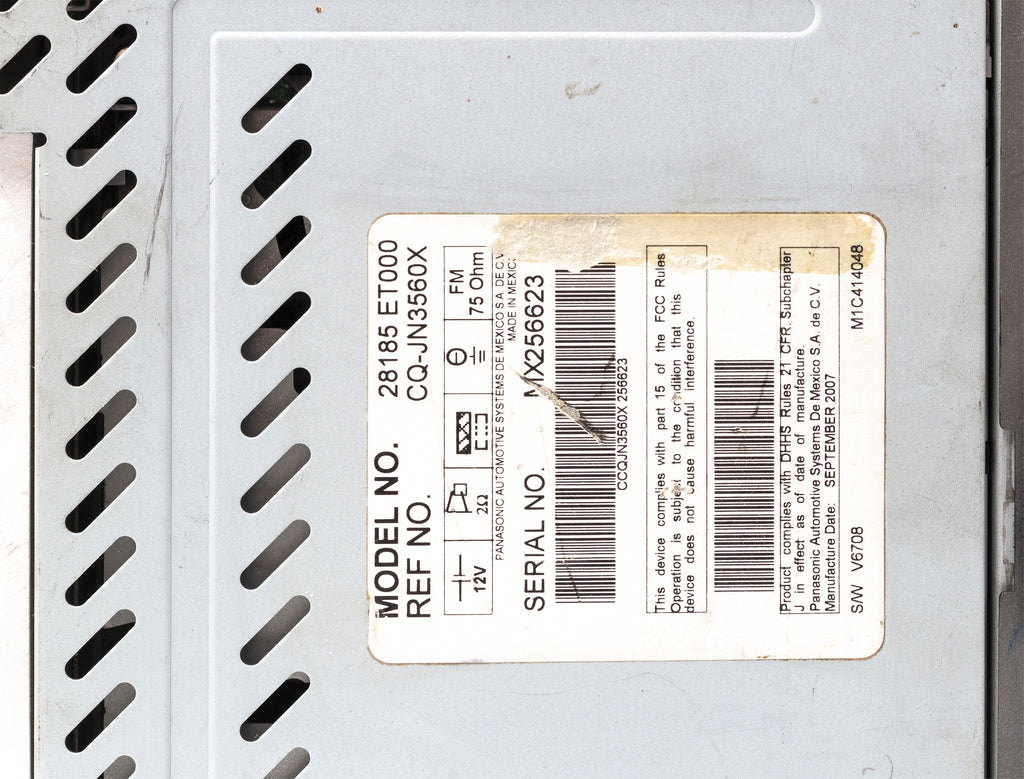 MODEL NO. 28185 ET000
REF NO. CQ-JN3560X
12V
2Ω
FM
75 Ohm
PANASONIC AUTOMOTIVE SYSTEMS DE MEXICO S.A. DE C.V.
MADE IN MEXICO
SERIAL NO. MIX256623
CCQJN3560X 256623
This device complies with part 15 of the FCC Rules
Operation is subject to the condition that this
device does not cause harmful interference.
Product complies with DHHS Rules 21 CFR. Subchapter
J in effect as of date of manufacture.
Panasonic Automotive Systems De Mexico S.A. de C.V.
Manufacture Date: SEPTEMBER 2007
S/W V6708 M1C414048